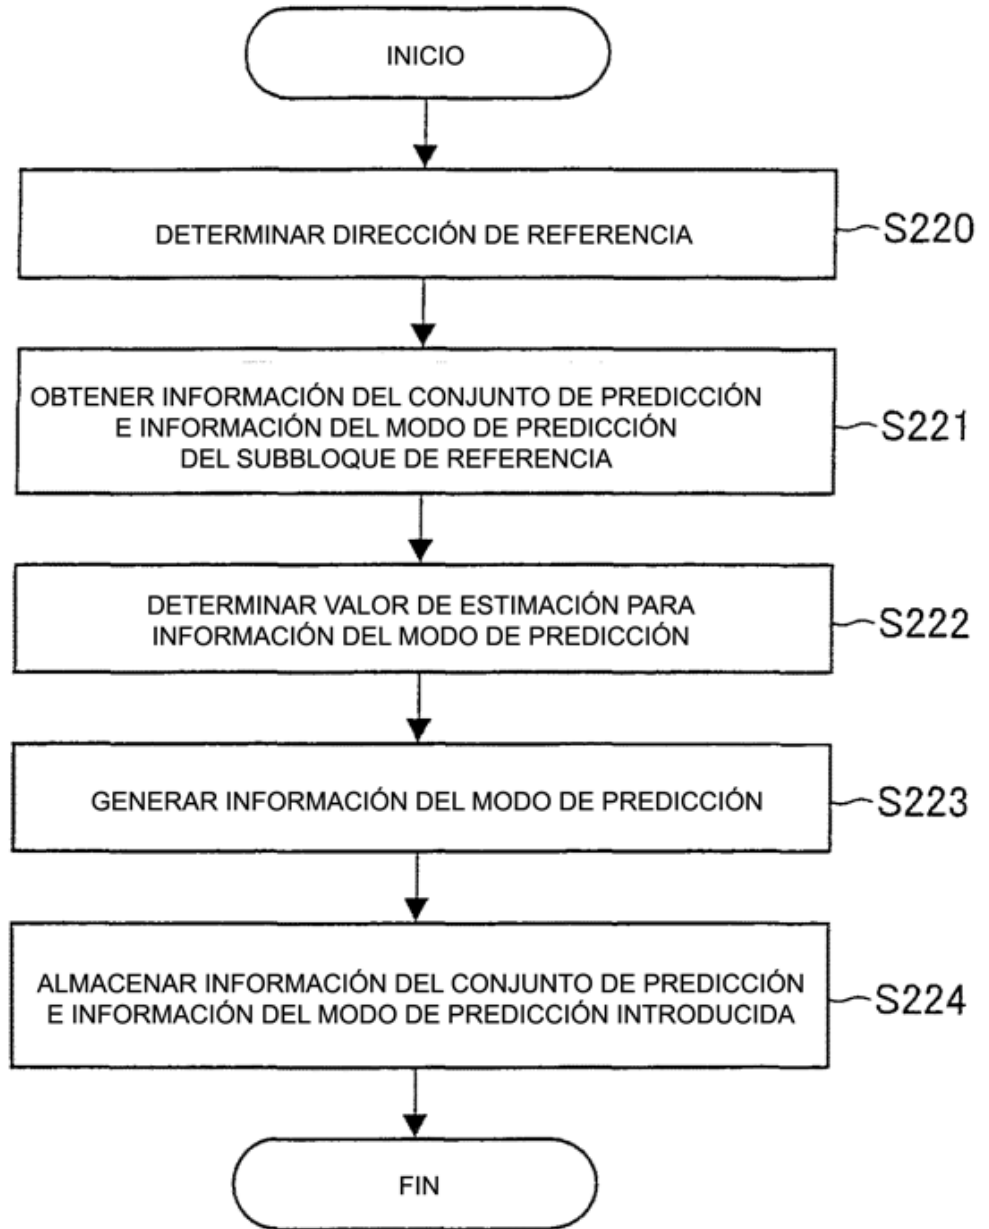 INICIO
DETERMINAR DIRECCIÓN DE REFERENCIA
S220
OBTENER INFORMACIÓN DEL CONJUNTO DE PREDICCIÓN
E INFORMACIÓN DEL MODO DE PREDICCIÓN
DEL SUBBLOQUE DE REFERENCIA
S221
DETERMINAR VALOR DE ESTIMACIÓN PARA
INFORMACIÓN DEL MODO DE PREDICCIÓN
S222
GENERAR INFORMACIÓN DEL MODO DE PREDICCIÓN
S223
ALMACENAR INFORMACIÓN DEL CONJUNTO DE PREDICCIÓN
E INFORMACIÓN DEL MODO DE PREDICCIÓN INTRODUCIDA
S224
FIN